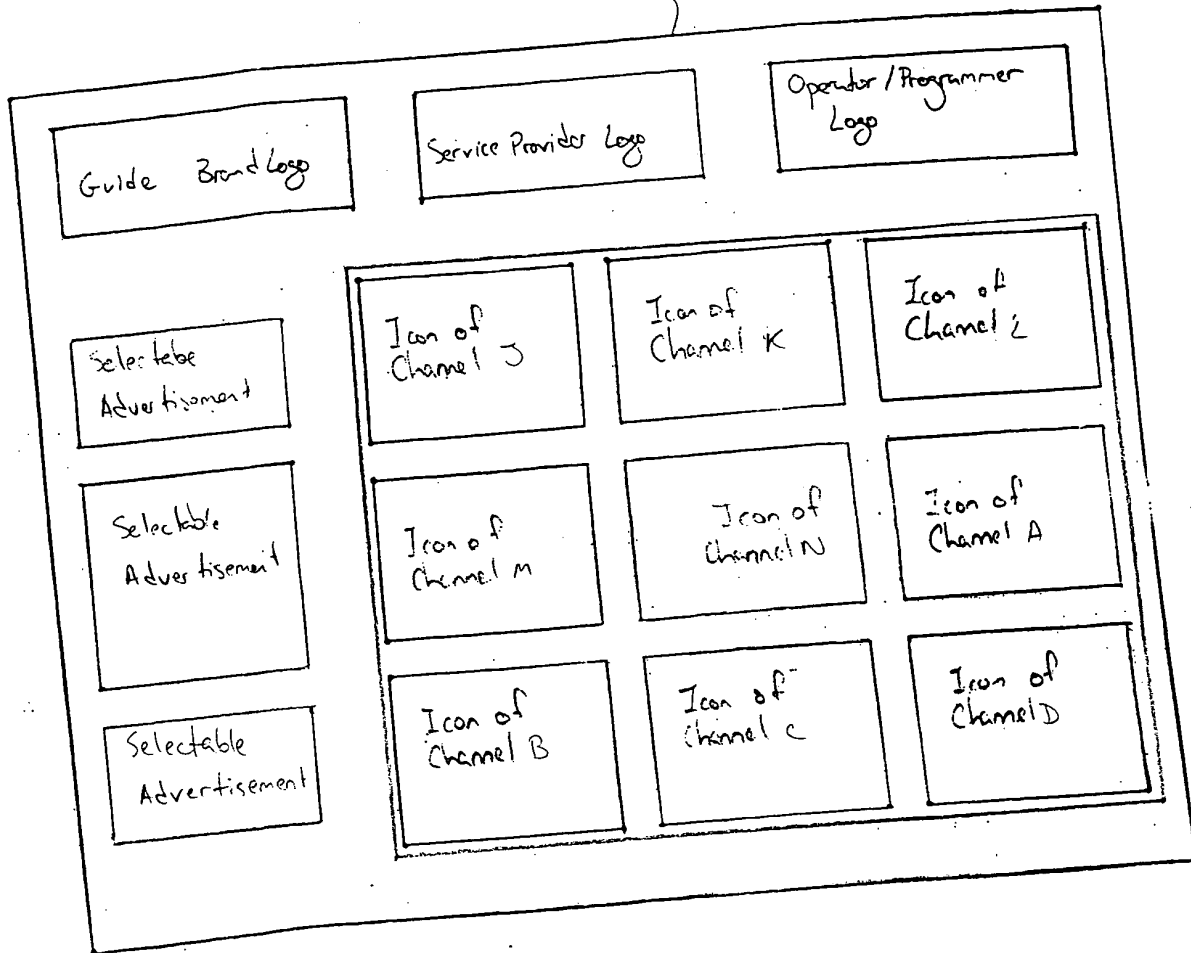 Guide Brand Logo
Service Provider Logo
Operator / Programmer
Logo
Selectabe
Advertisement
Selectable
Advertisement
Selectable
Advertisement
Icon of
Channel J
Icon of
Channel K
Icon of
Channel L
Icon of
Channel M
Icon of
Channel N
Icon of
Channel A
Icon of
Channel B
Icon of
Channel C
Icon of
Channel D